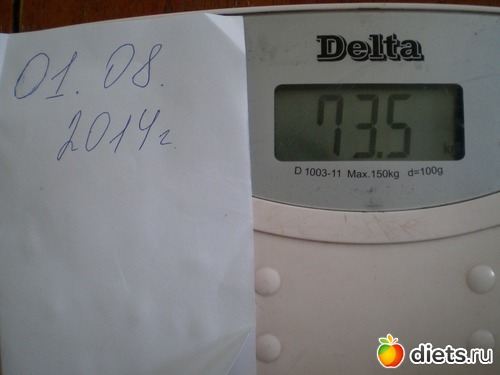 01. 08.
2014г.
Delta
73.5
D 1003-11 Max.150kg d=100g
diets.ru